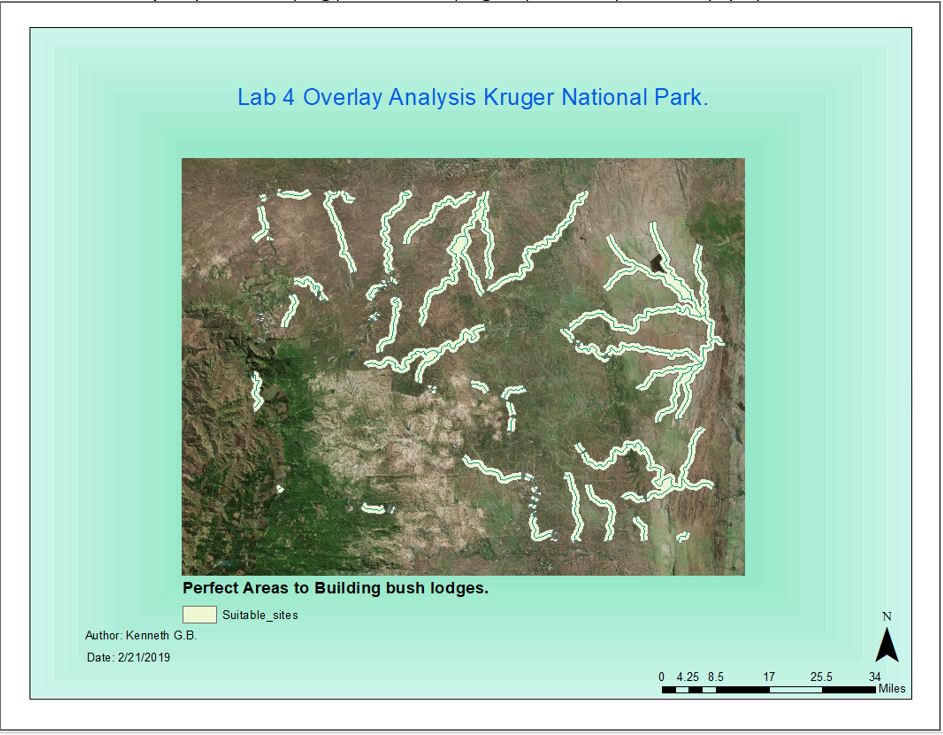 Lab 4 Overlay Analysis Kruger National Park.
Perfect Areas to Building bush lodges.
Suitable_sites
Author: Kenneth G.B.
Date: 2/21/2019
N
0 4.25 8.5 17 25.5 34
Miles